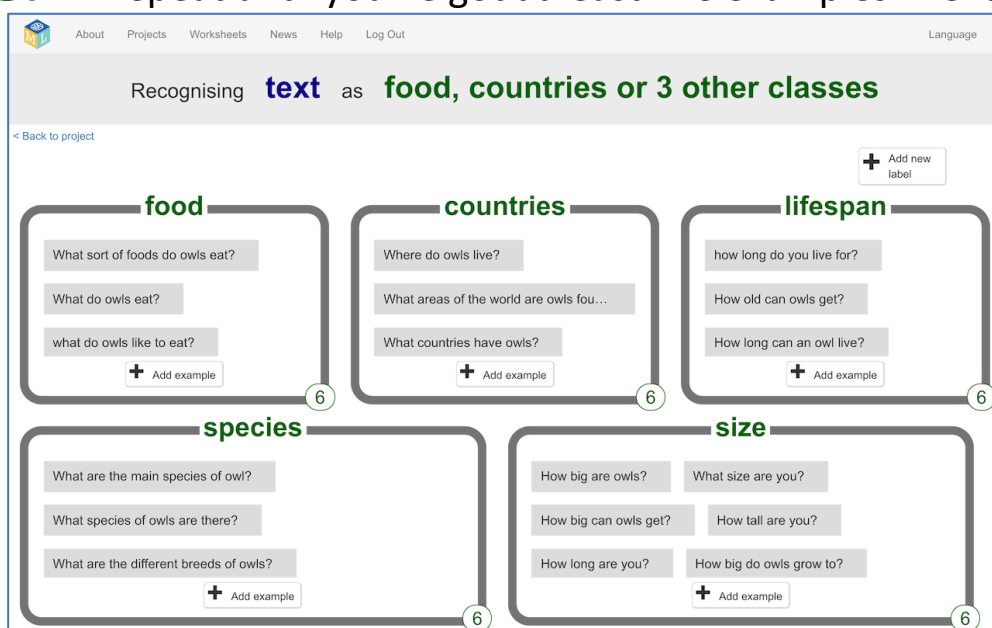 About Projects Worksheets News Help Log Out Language
Recognising text as food, countries or 3 other classes
< Back to project
Add new
label
food
What sort of foods do owls eat?
What do owls eat?
what do owls like to eat?
Add example
6
countries
Where do owls live?
What areas of the world are owls fou...
What countries have owls?
Add example
6
lifespan
how long do you live for?
How old can owls get?
How long can an owl live?
Add example
6
species
What are the main species of owl?
What species of owls are there?
What are the different breeds of owls?
Add example
6
size
How big are owls? What size are you?
How big can owls get? How tall are you?
How long are you? How big do owls grow to?
Add example
6